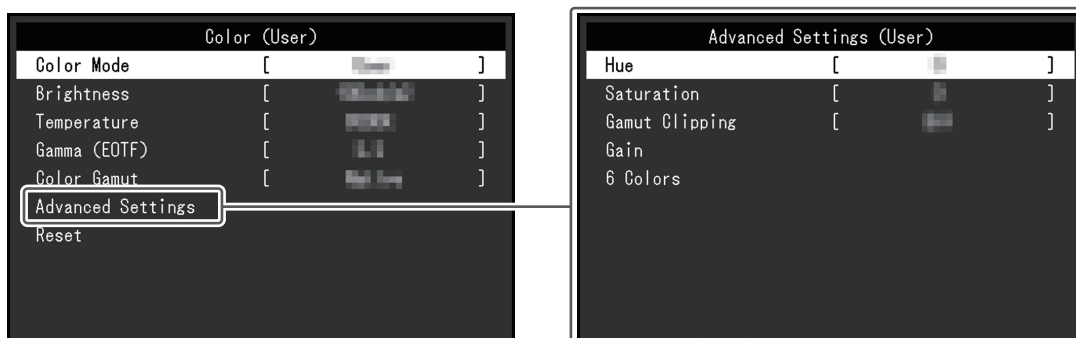 Color (User)
Color Mode [ ]
Brightness [ ]
Temperature [ ]
Gamma (EOTF) [ ]
Color Gamut [ ]
Advanced Settings
Reset
Advanced Settings (User)
Hue [ ]
Saturation [ ]
Gamut Clipping [ ]
Gain
6 Colors